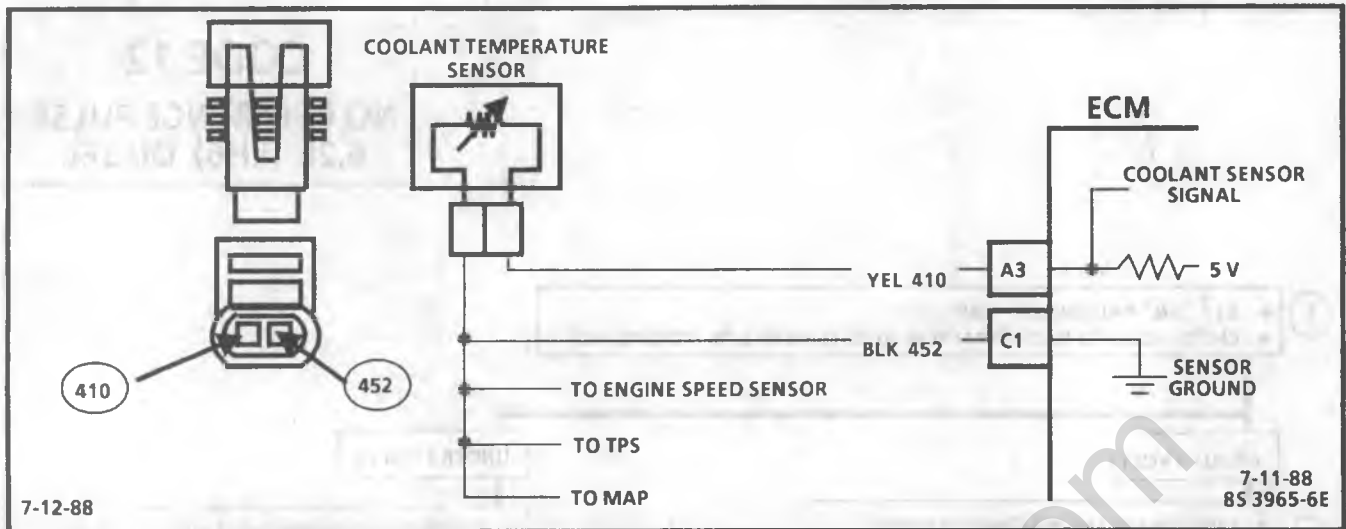 COOLANT TEMPERATURE
SENSOR
ECM
COOLANT SENSOR
SIGNAL
YEL 410
A3
5 V
BLK 452
C1
SENSOR
GROUND
410
452
TO ENGINE SPEED SENSOR
TO TPS
TO MAP
7-12-88
7-11-88
8S 3965-6E